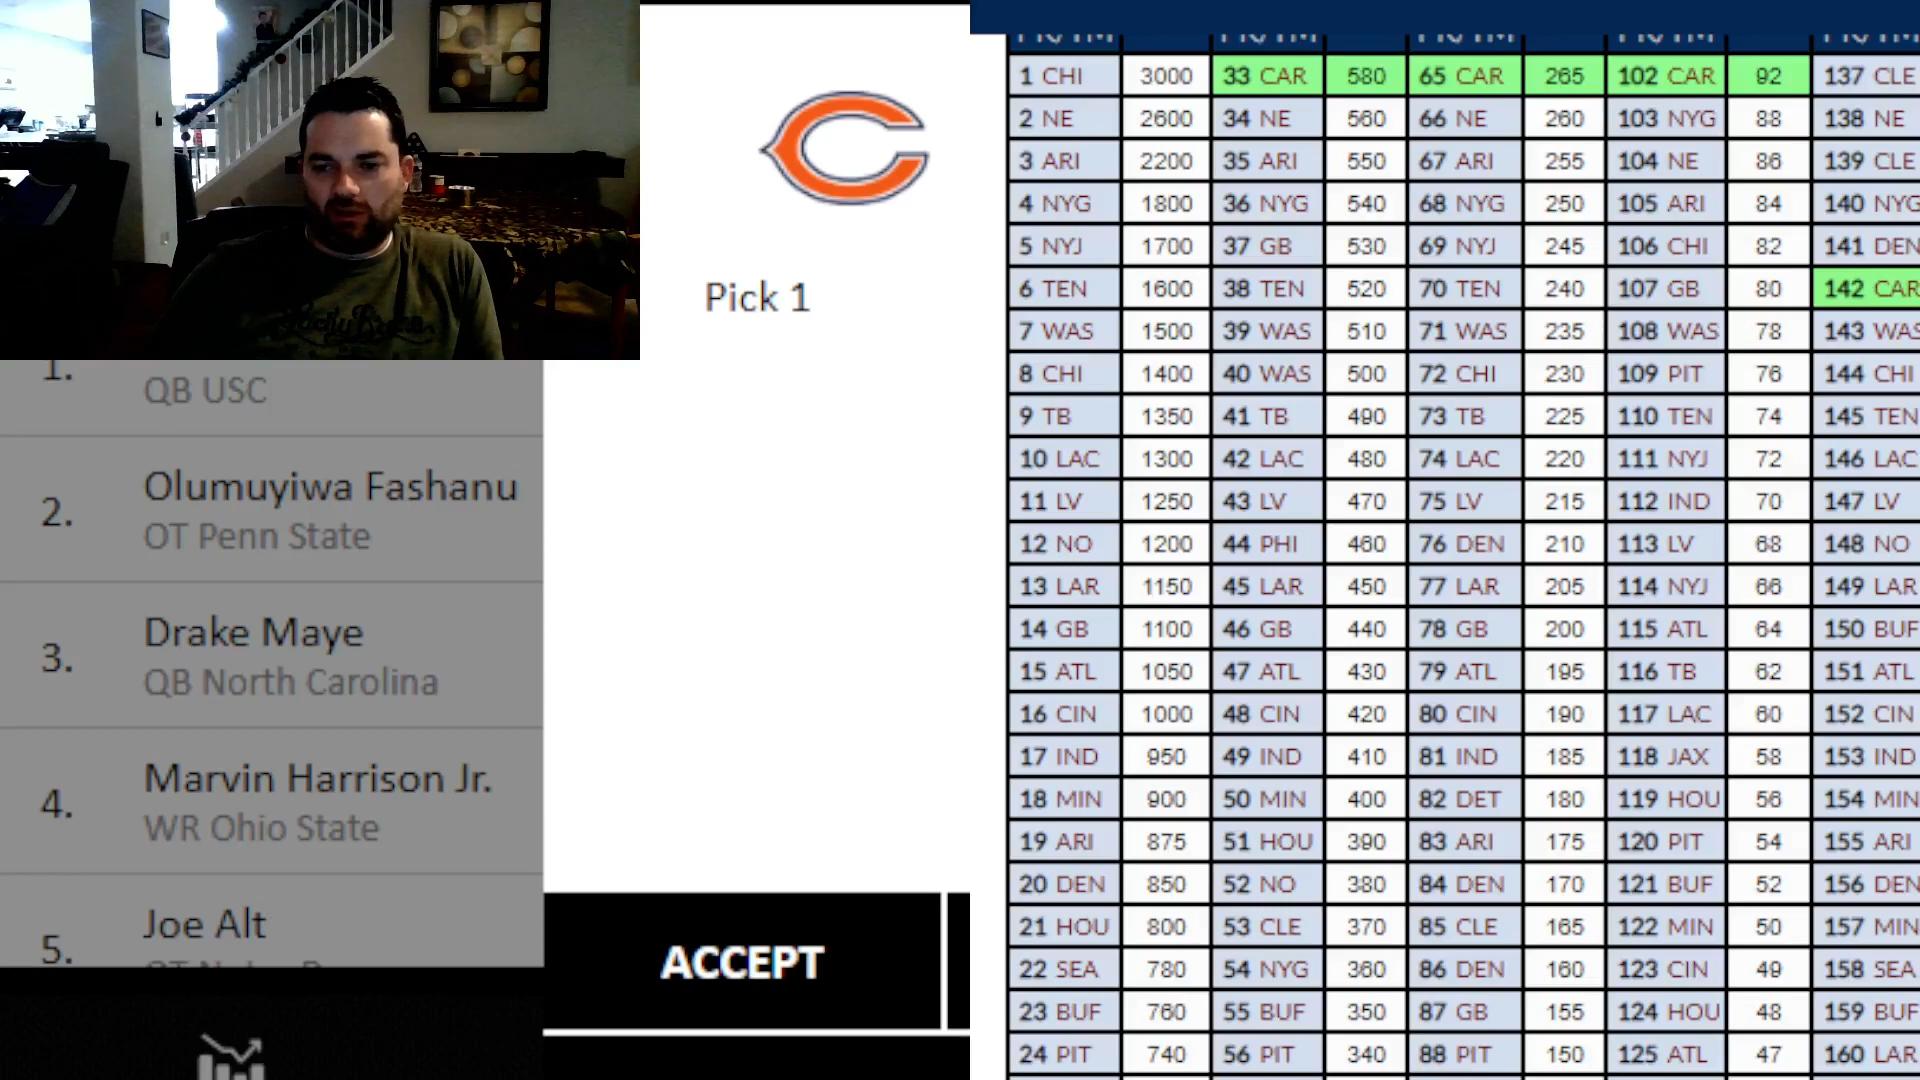 Pick 1
1.
QB USC
2.
Olumuyiwa Fashanu
OT Penn State
3.
Drake Maye
QB North Carolina
4.
Marvin Harrison Jr.
WR Ohio State
5.
Joe Alt
ACCEPT
1 CHI 3000 33 CAR 580 65 CAR 265 102 CAR 92 137 CLE
2 NE 2600 34 NE 560 66 NE 260 103 NYG 88 138 NE
3 ARI 2200 35 ARI 550 67 ARI 255 104 NE 86 139 CLE
4 NYG 1800 36 NYG 540 68 NYG 250 105 ARI 84 140 NYG
5 NYJ 1700 37 GB 530 69 NYJ 245 106 CHI 82 141 DEN
6 TEN 1600 38 TEN 520 70 TEN 240 107 GB 80 142 CAR
7 WAS 1500 39 WAS 510 71 WAS 235 108 WAS 78 143 WAS
8 CHI 1400 40 WAS 500 72 CHI 230 109 PIT 76 144 CHI
9 TB 1350 41 TB 490 73 TB 225 110 TEN 74 145 TEN
10 LAC 1300 42 LAC 480 74 LAC 220 111 NYJ 72 146 LAC
11 LV 1250 43 LV 470 75 LV 215 112 IND 70 147 LV
12 NO 1200 44 PHI 460 76 DEN 210 113 LV 68 148 NO
13 LAR 1150 45 LAR 450 77 LAR 205 114 NYJ 66 149 LAR
14 GB 1100 46 GB 440 78 GB 200 115 ATL 64 150 BUF
15 ATL 1050 47 ATL 430 79 ATL 195 116 TB 62 151 ATL
16 CIN 1000 48 CIN 420 80 CIN 190 117 LAC 60 152 CIN
17 IND 950 49 IND 410 81 IND 185 118 JAX 58 153 IND
18 MIN 900 50 MIN 400 82 DET 180 119 HOU 56 154 MIN
19 ARI 875 51 HOU 390 83 ARI 175 120 PIT 54 155 ARI
20 DEN 850 52 NO 380 84 DEN 170 121 BUF 52 156 DEN
21 HOU 800 53 CLE 370 85 CLE 165 122 MIN 50 157 MIN
22 SEA 780 54 NYG 360 86 DEN 160 123 CIN 49 158 SEA
23 BUF 760 55 BUF 350 87 GB 155 124 HOU 48 159 BUF
24 PIT 740 56 PIT 340 88 PIT 150 125 ATL 47 160 LAR